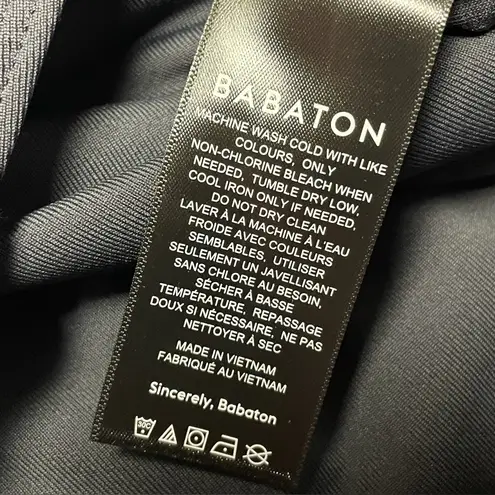 BABATON
MACHINE WASH COLD WITH LIKE
COLOURS, ONLY
NON-CHLORINE BLEACH WHEN
NEEDED, TUMBLE DRY LOW,
COOL IRON ONLY IF NEEDED,
DO NOT DRY CLEAN
LAVER À LA MACHINE À L'EAU
FROIDE AVEC COULEURS
SEMBLABLES, UTILISER
SEULEMENT UN JAVELLISANT
SANS CHLORE AU BESOIN,
SÉCHER À BASSE
TEMPÉRATURE, REPASSAGE
DOUX SI NÉCESSAIRE, NE PAS
NETTOYER À SEC
MADE IN VIETNAM
FABRIQUÉ AU VIETNAM
Sincerely, Babaton
30C